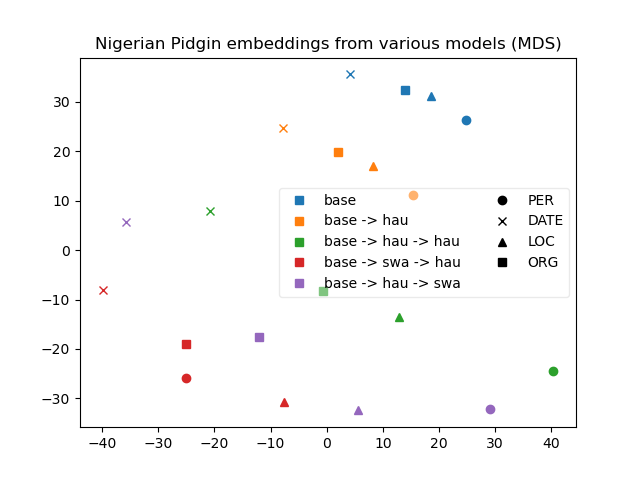 Nigerian Pidgin embeddings from various models (MDS)
30
20
10
0
−10
−20
−30
base
base -> hau
base -> hau -> hau
base -> swa -> hau
base -> hau -> swa
PER
DATE
LOC
ORG
−40 −30 −20 −10 0 10 20 30 40